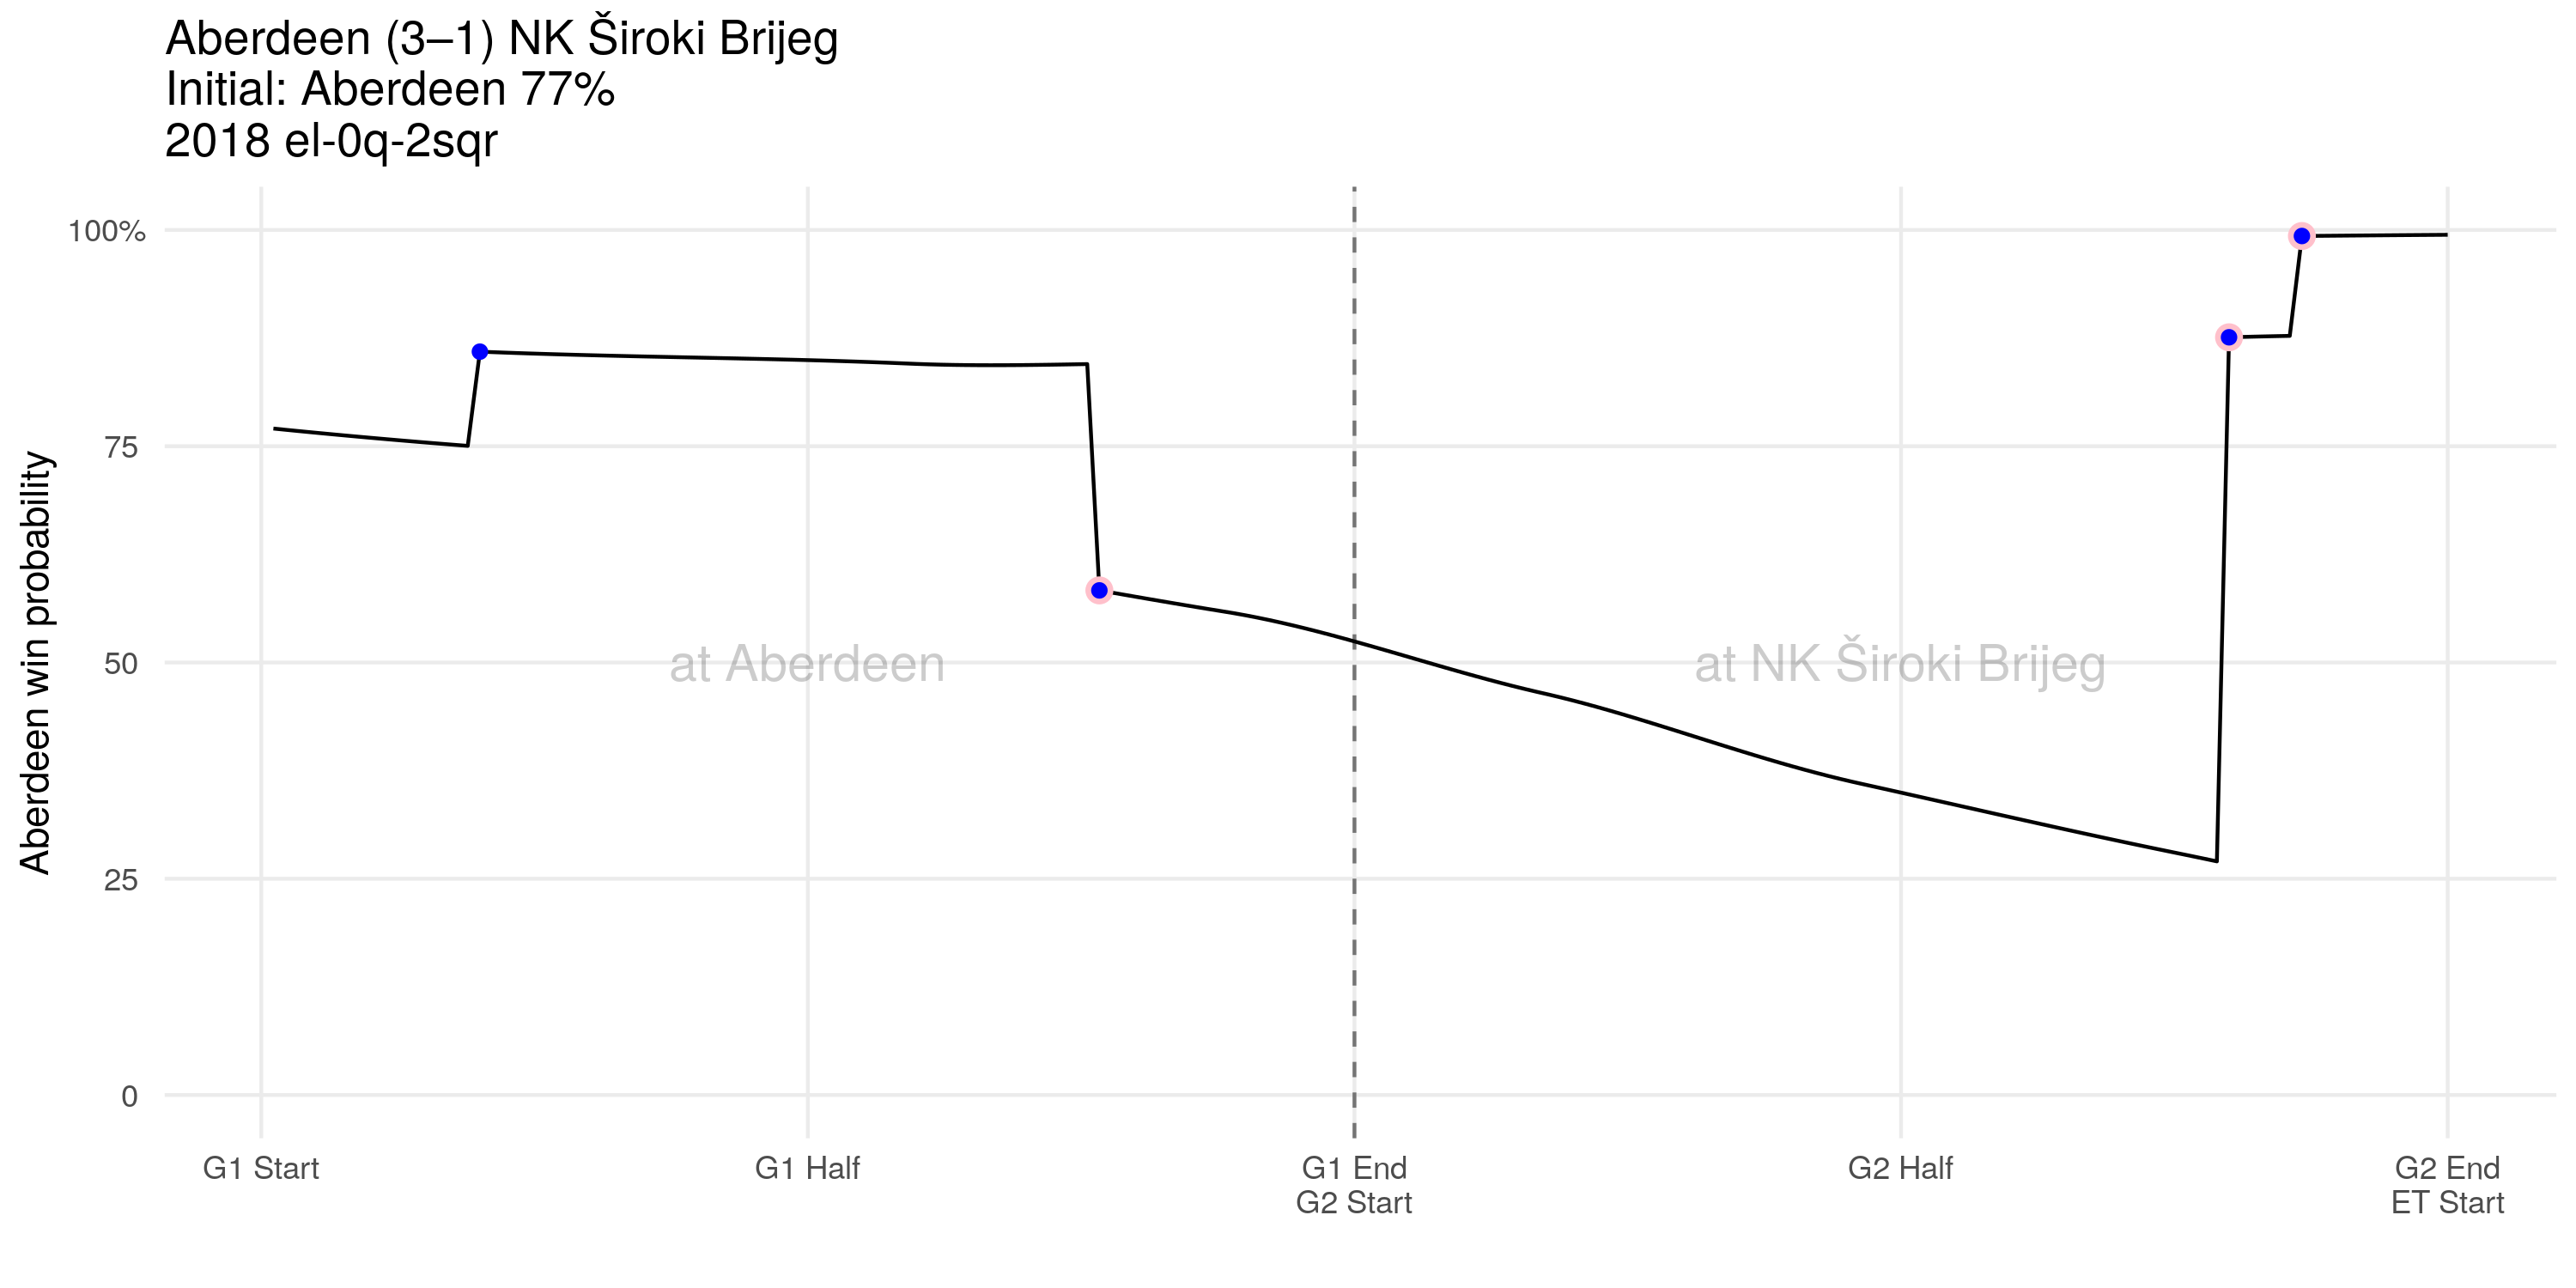 Aberdeen (3–1) NK Široki Brijeg
Initial: Aberdeen 77%
2018 el-0q-2sqr
Aberdeen win probability
100%
75
50
25
0
at Aberdeen
at NK Široki Brijeg
G1 Start
G1 Half
G1 End
G2 Start
G2 Half
G2 End
ET Start